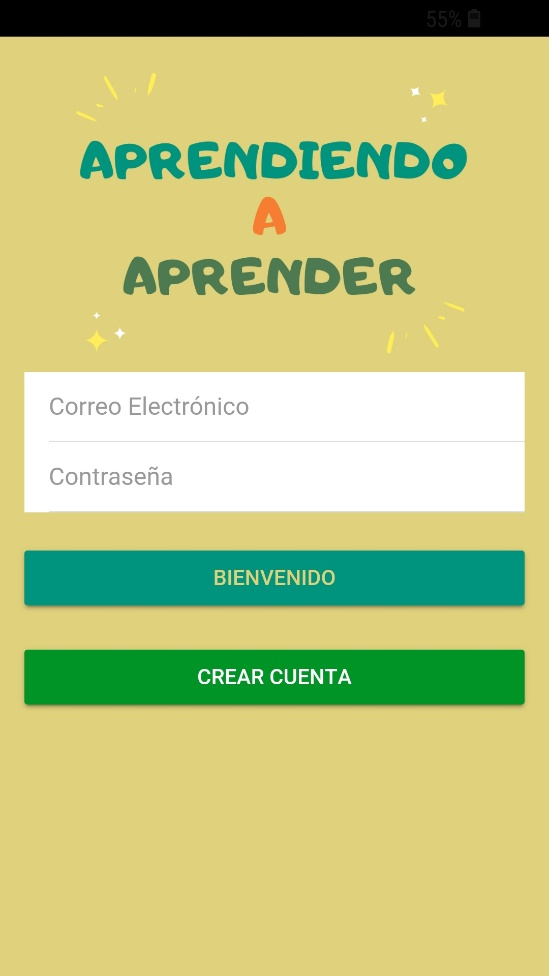 55%
APRENDIENDO
A
APRENDER
Correo Electrónico
Contraseña
BIENVENIDO
CREAR CUENTA